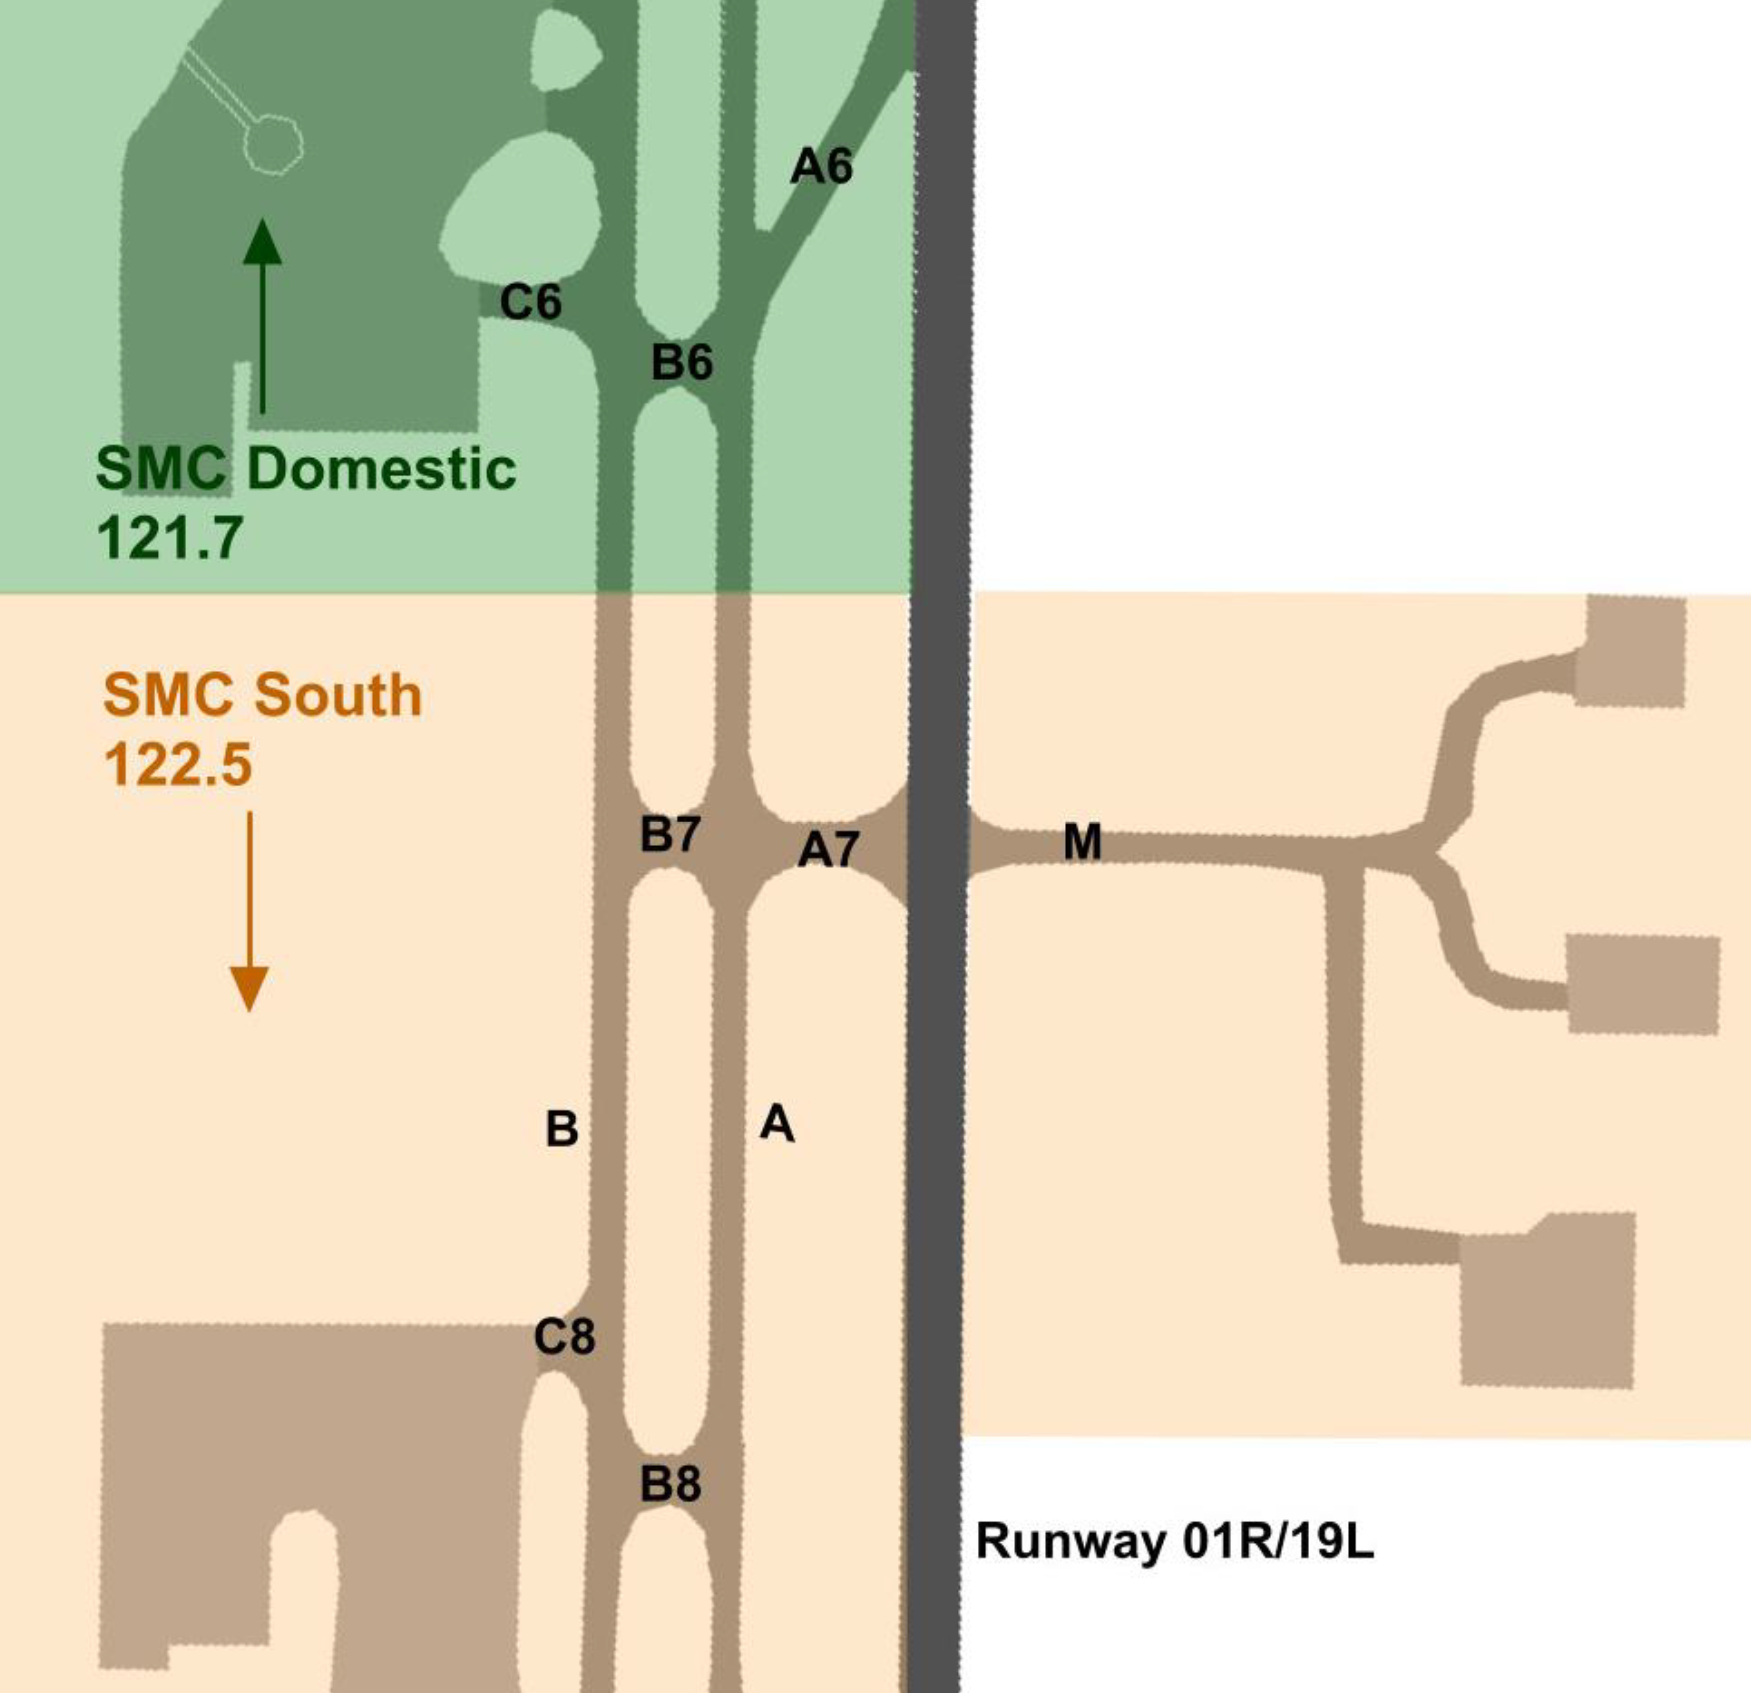 A6
C6
B6
SMC Domestic
121.7
SMC South
122.5
B7
A7
M
B
A
C8
B8
Runway 01R/19L